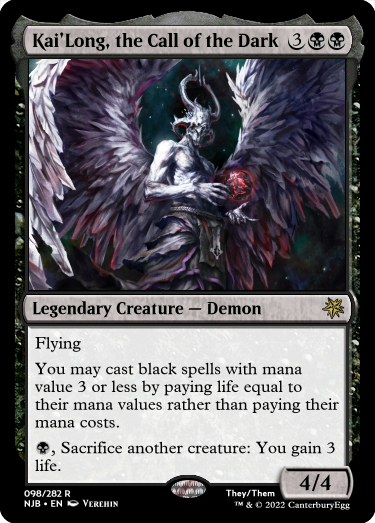 Kai'Long, the Call of the Dark 3
Legendary Creature — Demon
Flying
You may cast black spells with mana
value 3 or less by paying life equal to
their mana values rather than paying their
mana costs.
, Sacrifice another creature: You gain 3
life.
4/4
098/282 R
They/Them
NJB • EN Verehin
™ & © 2022 CanterburyEgg